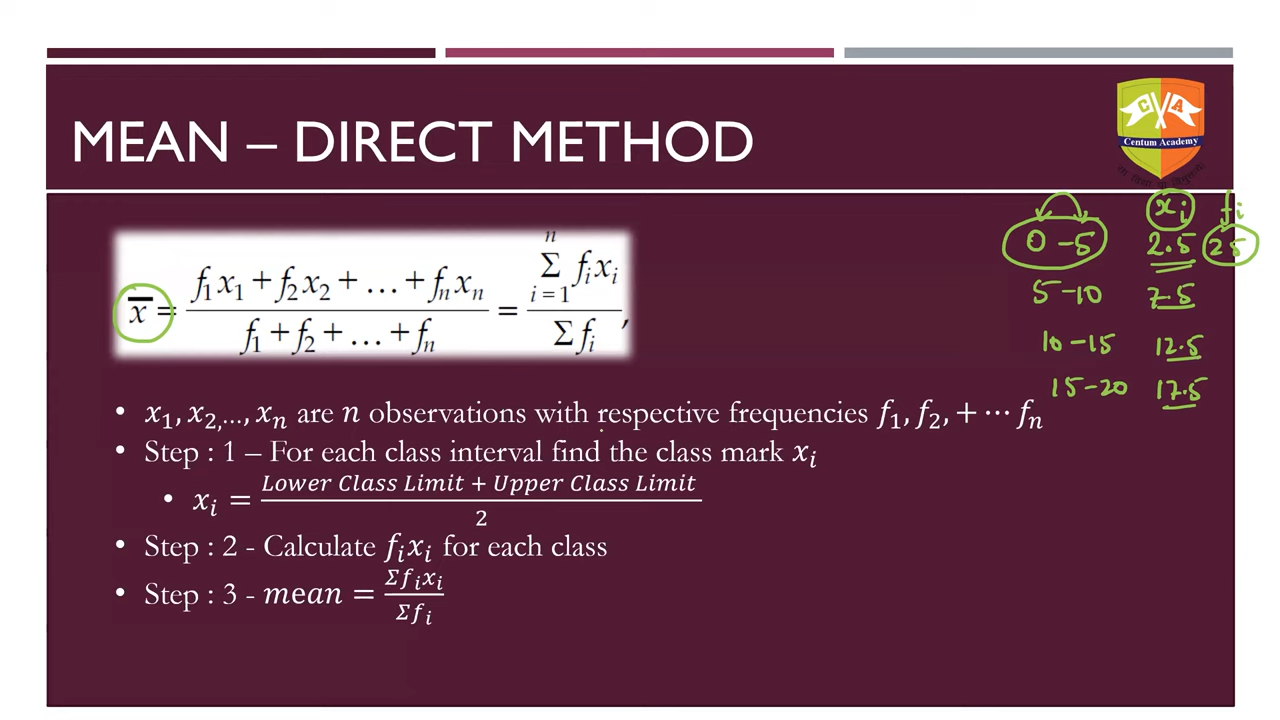 MEAN – DIRECT METHOD
C A
Centum Academy
x̄ = (f₁x₁ + f₂x₂ + … + fₙxₙ) / (f₁ + f₂ + … + fₙ) = (Σ i=1 n fᵢxᵢ) / (Σ fᵢ),
xᵢ fᵢ
0 – 5 2.5 25
5 – 10 7.5
10 – 15 12.5
15 – 20 17.5
• x₁, x₂,…, xₙ are n observations with respective frequencies f₁, f₂, + ⋯ fₙ
• Step : 1 – For each class interval find the class mark xᵢ
• xᵢ = (Lower Class Limit + Upper Class Limit) / 2
• Step : 2 - Calculate fᵢxᵢ for each class
• Step : 3 - mean = Σfᵢxᵢ / Σfᵢ